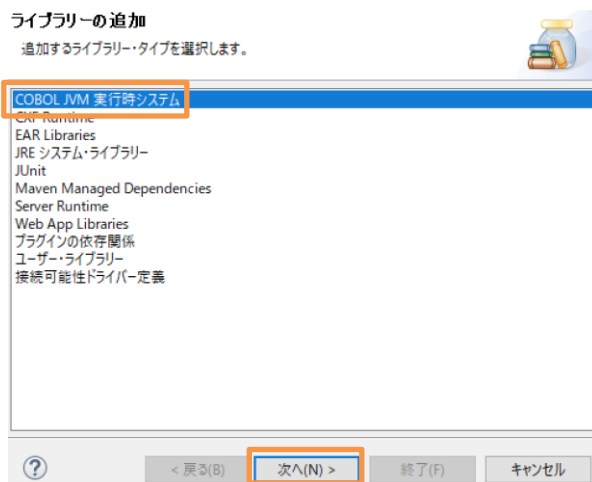 ライブラリーの追加
追加するライブラリー・タイプを選択します。
COBOL JVM 実行時システム
CXF Runtime
EAR Libraries
JRE システム・ライブラリー
JUnit
Maven Managed Dependencies
Server Runtime
Web App Libraries
プラグインの依存関係
ユーザー・ライブラリー
接続可能性ドライバー定義
?
< 戻る(B) 次へ(N) > 終了(F) キャンセル